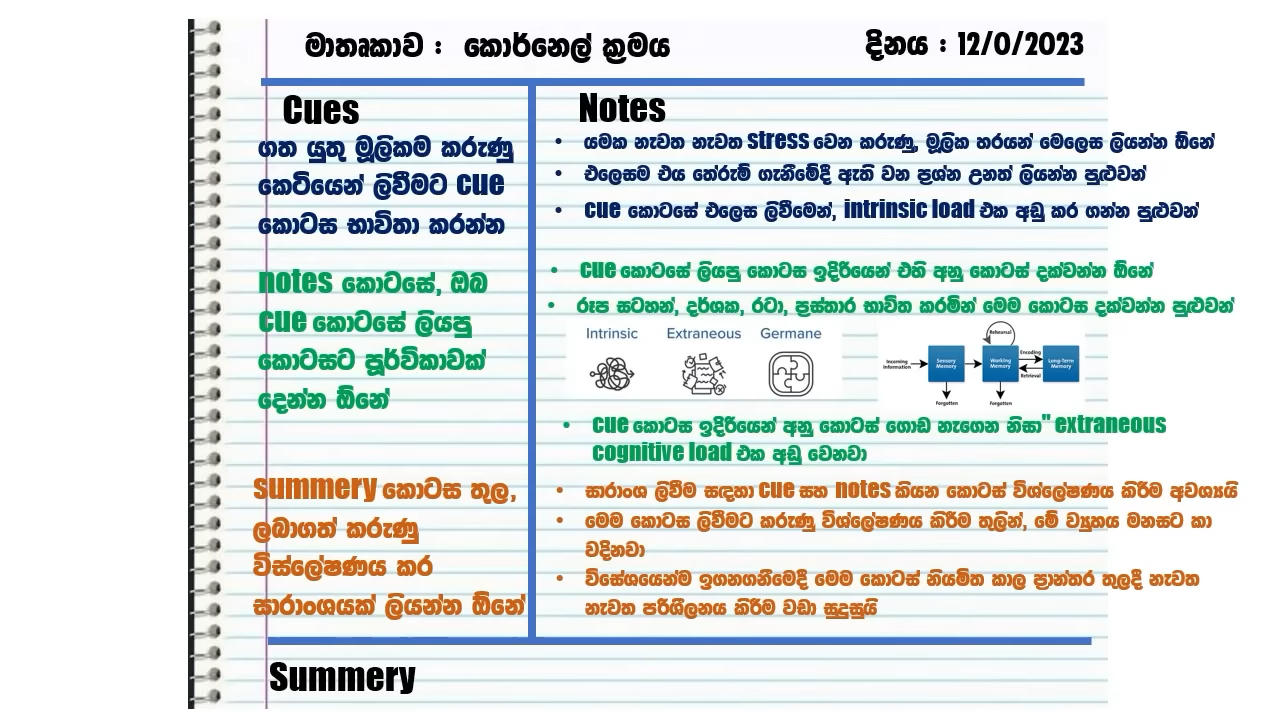 මාතෘකාව : කොර්නෙල් ක්‍රමය
දිනය : 12/0/2023
Cues
ගත යුතු මූලිකම කරුණු
කෙටියෙන් ලිවීමට cue
කොටස භාවිතා කරන්න
notes කොටසේ, ඔබ
cue කොටසේ ලියපු
කොටසට පූර්විකාවක්
දෙන්න ඕනේ
summery කොටස තුල,
ලබාගත් කරුණු
විස්ලේෂණය කර
සාරාංශයක් ලියන්න ඕනේ
Notes
• යමක නැවත නැවත stress වෙන කරුණු, මූලික හරයන් මෙලෙස ලියන්න ඕනේ
• එලෙසම එය තේරුම් ගැනීමේදී ඇති වන ප්‍රශ්න උනත් ලියන්න පුළුවන්
• cue කොටසේ එලෙස ලිවීමෙන්, intrinsic load එක අඩු කර ගන්න පුළුවන්
• cue කොටසේ ලියපු කොටස ඉදිරියෙන් එහි අනු කොටස් දක්වන්න ඕනේ
• රූප සටහන්, දර්ශක, රටා, ප්‍රස්තාර භාවිත කරමින් මෙම කොටස දක්වන්න පුළුවන්
Intrinsic Extraneous Germane
Rehearsal
Incoming Information
Sensory Memory
Working Memory
Encoding
Retrieval
Long-Term Memory
Forgotten Forgotten
• cue කොටස ඉදිරියෙන් අනු කොටස් ගොඩ නැගෙන නිසා" extraneous
cognitive load එක අඩු වෙනවා
• සාරාංශ ලිවීම සඳහා cue සහ notes කියන කොටස් විශ්ලේෂණය කිරීම අවශ්‍යයි
• මෙම කොටස ලිවීමට කරුණු විශ්ලේෂණය කිරීම තුලින්, මේ ව්‍යුහය මනසට කා
වදිනවා
• විසේශයෙන්ම ඉගනගනීමෙදී මෙම කොටස් නියමිත කාල ප්‍රාන්තර තුලදී නැවත
නැවත පරිශීලනය කිරීම වඩා සුදුසුයි
Summery